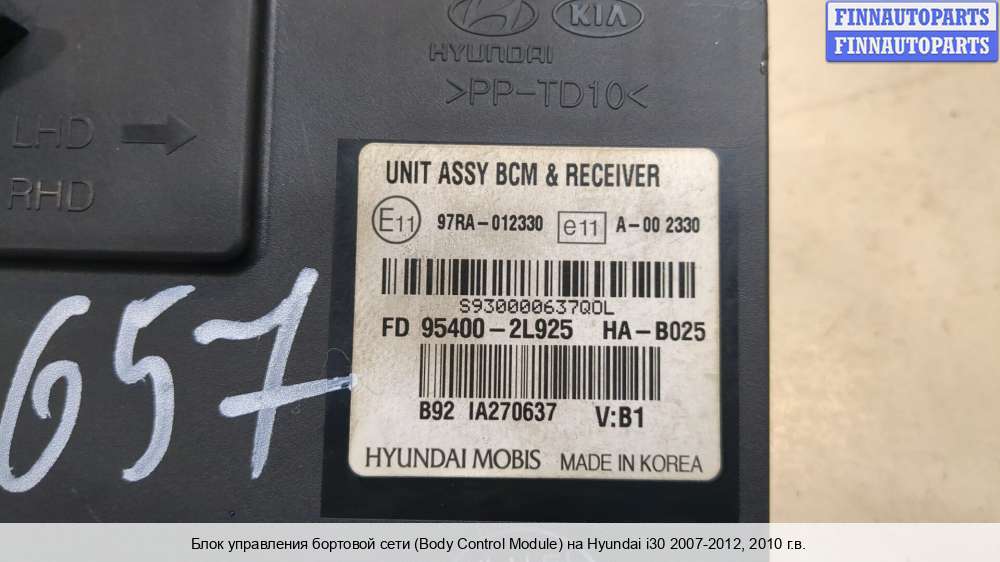 FINNAUTOPARTS
FINNAUTOPARTS
HYUNDAI
KIA
>PP-TD10<
LHD
RHD
UNIT ASSY BCM & RECEIVER
E11 97RA-012330 e11 A-00 2330
S930000637QOL
FD 95400-2L925 HA-B025
B92 IA270637 V:B1
HYUNDAI MOBIS MADE IN KOREA
657
Блок управления бортовой сети (Body Control Module) на Hyundai i30 2007-2012, 2010 г.в.